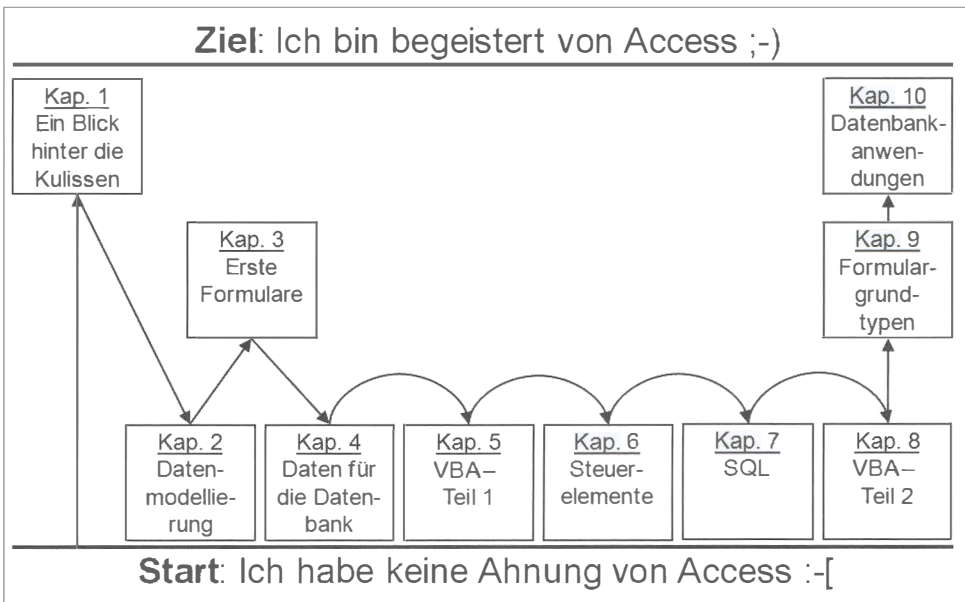 Ziel: Ich bin begeistert von Access ;-)
Kap. 1
Ein Blick
hinter die
Kulissen
Kap. 10
Datenbank-
anwen-
dungen
Kap. 3
Erste
Formulare
Kap. 9
Formular-
grund-
typen
Kap. 2
Daten-
modellie-
rung
Kap. 4
Daten für
die Daten-
bank
Kap. 5
VBA–
Teil 1
Kap. 6
Steuer-
elemente
Kap. 7
SQL
Kap. 8
VBA–
Teil 2
Start: Ich habe keine Ahnung von Access :-[